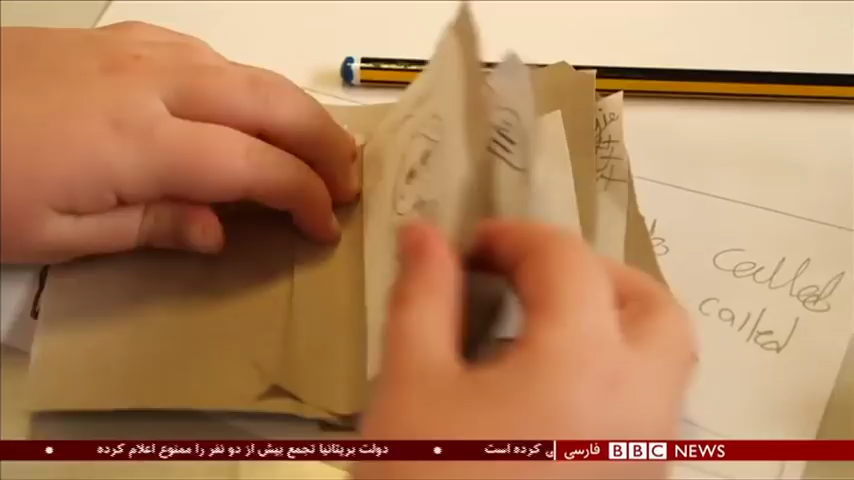 called
called
دولت بریتانیا تجمع بیش از دو نفر را ممنوع اعلام کرده
کرده است
فارسی BBC NEWS